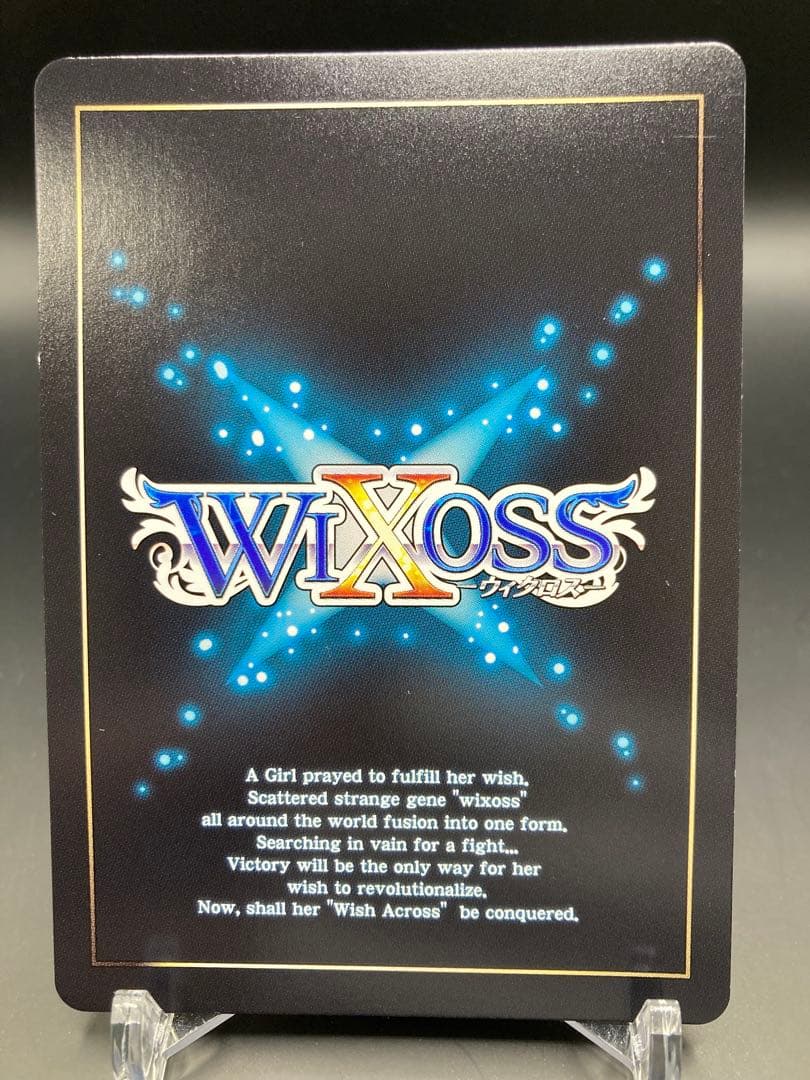 WIXOSS
―ウィクロス―
A Girl prayed to fulfill her wish.
Scattered strange gene "wixoss"
all around the world fusion into one form.
Searching in vain for a fight...
Victory will be the only way for her
wish to revolutionalize.
Now, shall her "Wish Across" be conquered.